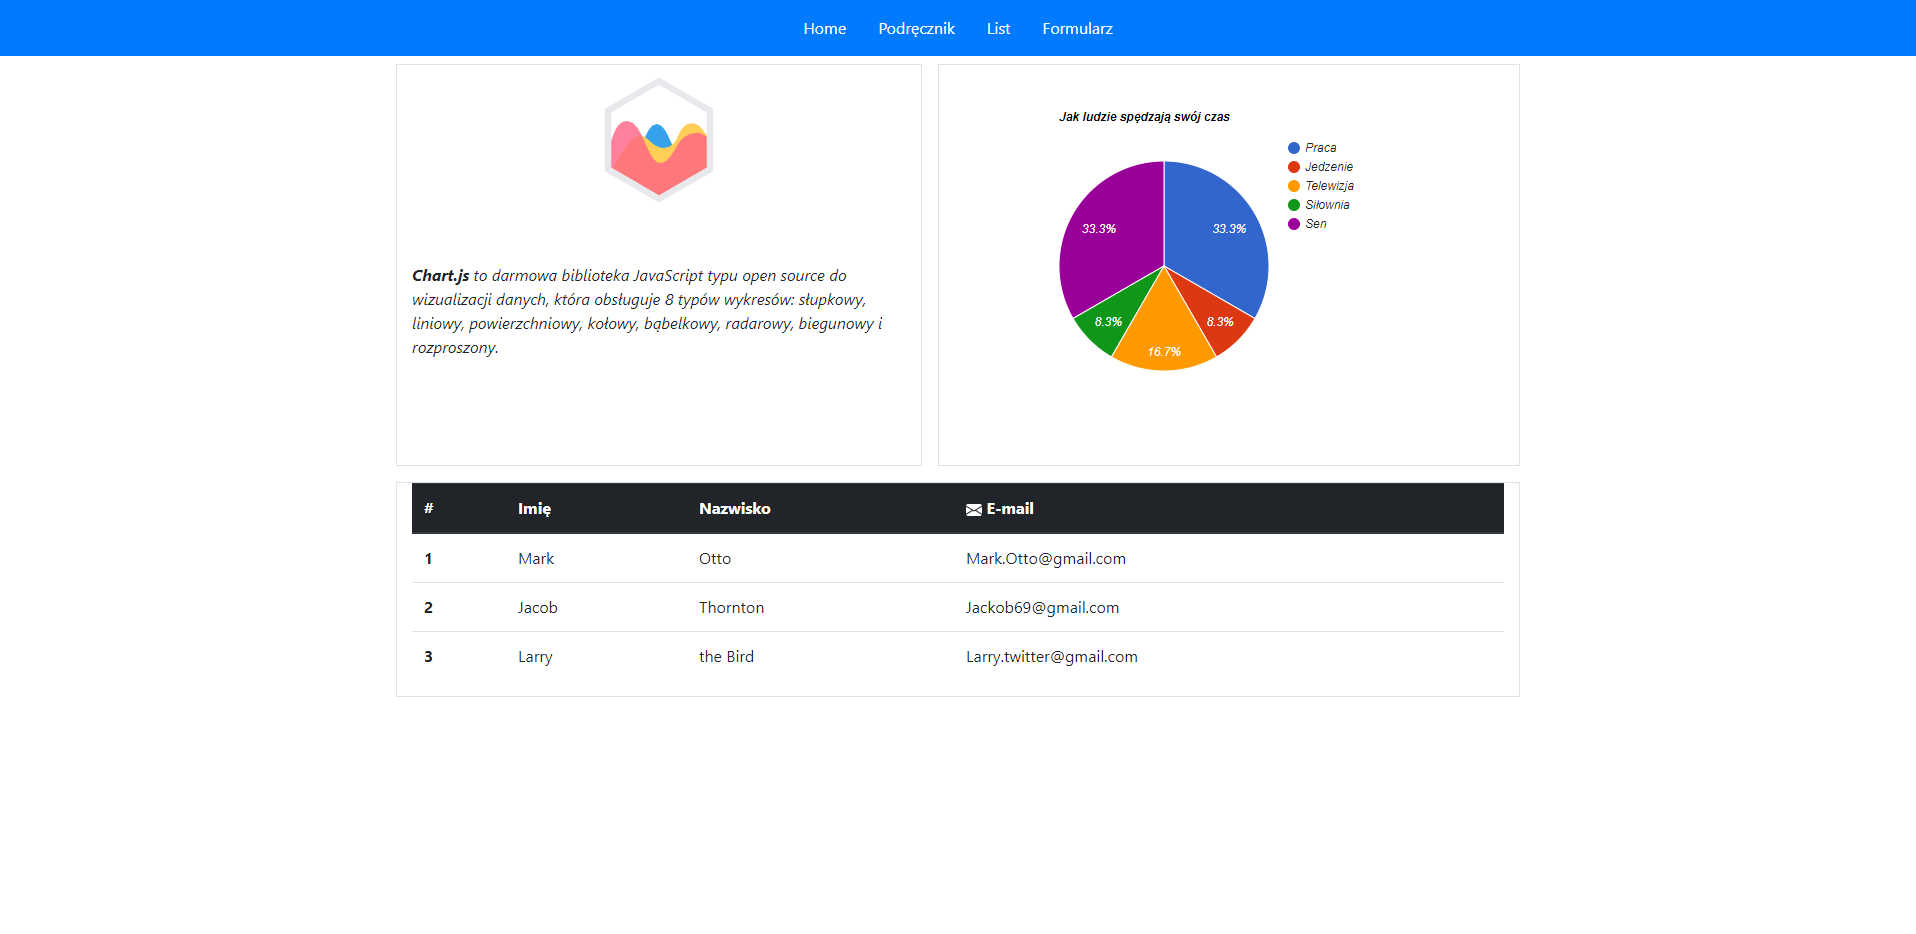 Home Podręcznik List Formularz
Chart.js to darmowa biblioteka JavaScript typu open source do
wizualizacji danych, która obsługuje 8 typów wykresów: słupkowy,
liniowy, powierzchniowy, kołowy, bąbelkowy, radarowy, biegunowy i
rozproszony.
Jak ludzie spędzają swój czas
Praca
Jedzenie
Telewizja
Siłownia
Sen
33.3%
33.3%
8.3%
8.3%
16.7%
# Imię Nazwisko E-mail
1 Mark Otto Mark.Otto@gmail.com
2 Jacob Thornton Jackob69@gmail.com
3 Larry the Bird Larry.twitter@gmail.com